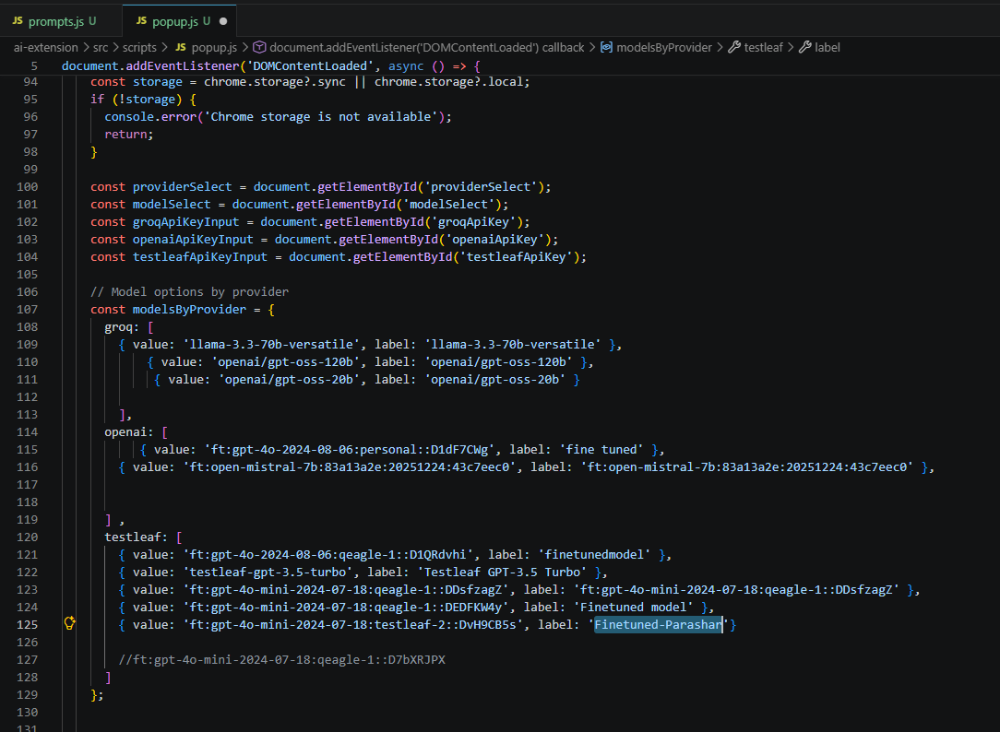 JS prompts.js U JS popup.js U ●
ai-extension > src > scripts > JS popup.js > document.addEventListener('DOMContentLoaded') callback > modelsByProvider > testleaf > label
5 document.addEventListener('DOMContentLoaded', async () => {
94 const storage = chrome.storage?.sync || chrome.storage?.local;
95 if (!storage) {
96 console.error('Chrome storage is not available');
97 return;
98 }
99
100 const providerSelect = document.getElementById('providerSelect');
101 const modelSelect = document.getElementById('modelSelect');
102 const groqApiKeyInput = document.getElementById('groqApiKey');
103 const openaiApiKeyInput = document.getElementById('openaiApiKey');
104 const testleafApiKeyInput = document.getElementById('testleafApiKey');
105
106 // Model options by provider
107 const modelsByProvider = {
108 groq: [
109 { value: 'llama-3.3-70b-versatile', label: 'llama-3.3-70b-versatile' },
110 { value: 'openai/gpt-oss-120b', label: 'openai/gpt-oss-120b' },
111 { value: 'openai/gpt-oss-20b', label: 'openai/gpt-oss-20b' }
112
113 ],
114 openai: [
115 { value: 'ft:gpt-4o-2024-08-06:personal::D1dF7CWg', label: 'fine tuned' },
116 { value: 'ft:open-mistral-7b:83a13a2e:20251224:43c7eec0', label: 'ft:open-mistral-7b:83a13a2e:20251224:43c7eec0' },
117
118
119 ] ,
120 testleaf: [
121 { value: 'ft:gpt-4o-2024-08-06:qeagle-1::D1QRdvhi', label: 'finetunedmodel' },
122 { value: 'testleaf-gpt-3.5-turbo', label: 'Testleaf GPT-3.5 Turbo' },
123 { value: 'ft:gpt-4o-mini-2024-07-18:qeagle-1::DDsfzagZ', label: 'ft:gpt-4o-mini-2024-07-18:qeagle-1::DDsfzagZ' },
124 { value: 'ft:gpt-4o-mini-2024-07-18:qeagle-1::DEDFKW4y', label: 'Finetuned model' },
125 { value: 'ft:gpt-4o-mini-2024-07-18:testleaf-2::DvH9CB5s', label: 'Finetuned-Parashar'}
126
127 //ft:gpt-4o-mini-2024-07-18:qeagle-1::D7bXRJPX
128 ]
129 };
130
131